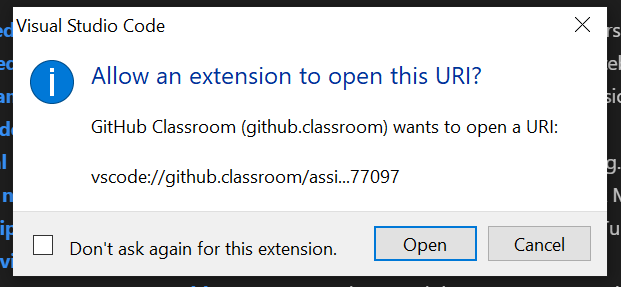 Visual Studio Code
Allow an extension to open this URI?
GitHub Classroom (github.classroom) wants to open a URI:
vscode://github.classroom/assi...77097
Don't ask again for this extension.
Open
Cancel